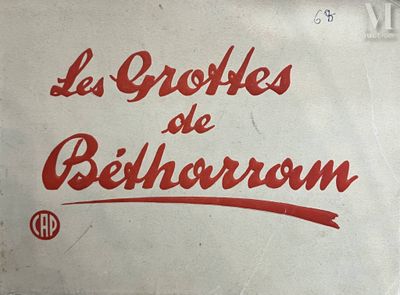 68
Les Grottes
de
Bétharram
CAP